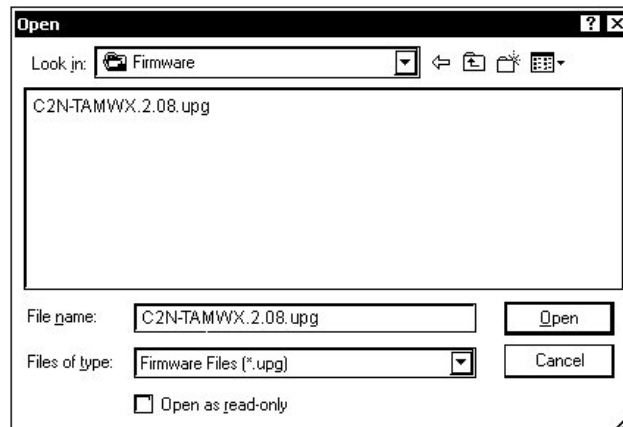 Open
Look in: Firmware
C2N-TAMWX.2.08.upg
File name: C2N-TAMWX.2.08.upg Open
Files of type: Firmware Files (*.upg) Cancel
Open as read-only